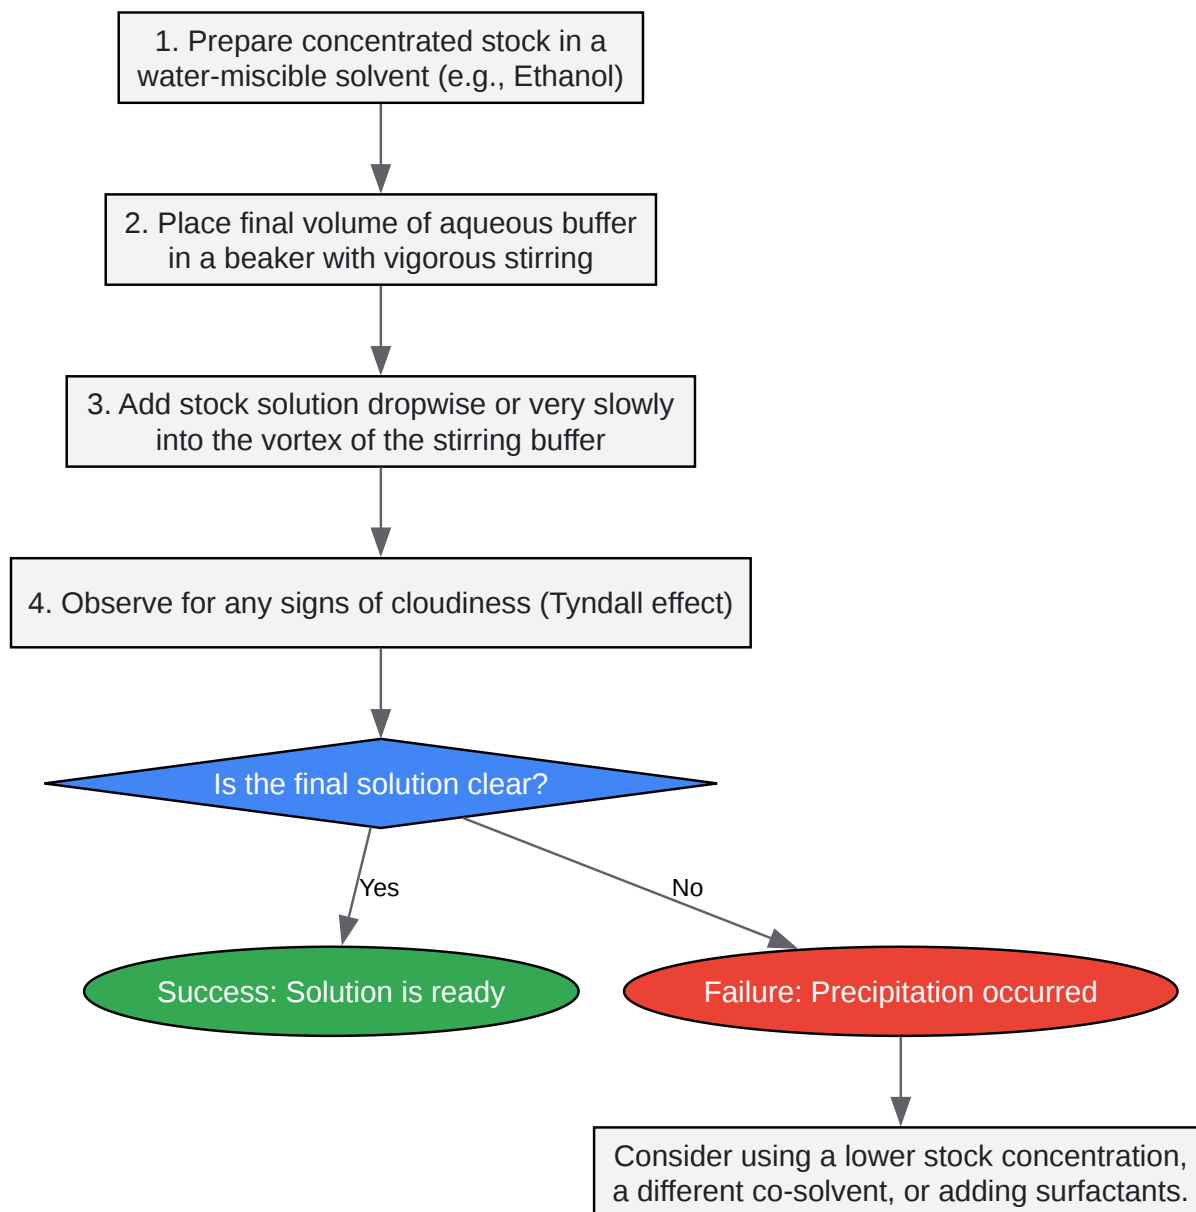 1. Prepare concentrated stock in a
water-miscible solvent (e.g., Ethanol)
2. Place final volume of aqueous buffer
in a beaker with vigorous stirring
3. Add stock solution dropwise or very slowly
into the vortex of the stirring buffer
4. Observe for any signs of cloudiness (Tyndall effect)
Is the final solution clear?
Yes
No
Success: Solution is ready
Failure: Precipitation occurred
Consider using a lower stock concentration,
a different co-solvent, or adding surfactants.